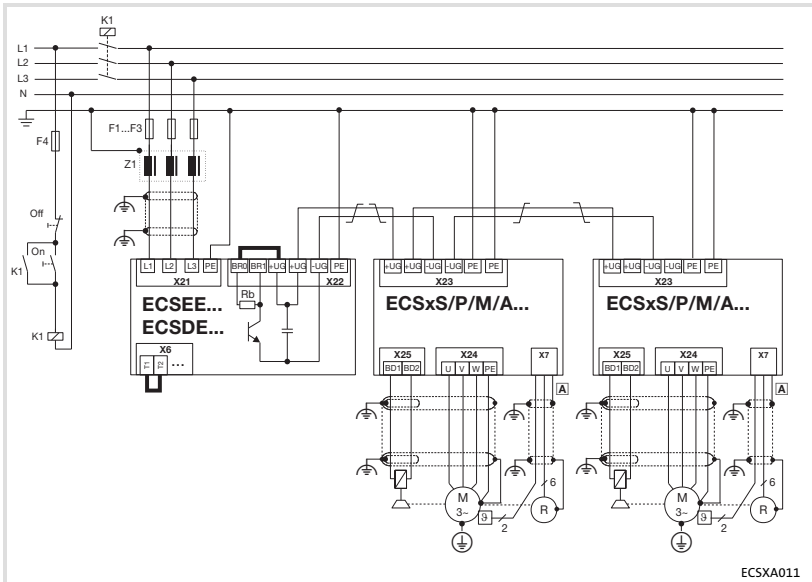 K1
L1
L2
L3
N
F4
F1...F3
Z1
Off
On
K1
K1
L1 L2 L3 PE
X21
BR0 BR1 +UG +UG -UG PE
X22
Rb
ECSEE...
ECSDE...
X6
T1 T2 ...
+UG +UG -UG -UG PE PE
X23
ECSxS/P/M/A...
X25
BD1 BD2
X24
U V W PE
X7
A
M
3~
ϑ
2
6
R
+UG +UG -UG -UG PE PE
X23
ECSxS/P/M/A...
X25
BD1 BD2
X24
U V W PE
X7
A
M
3~
ϑ
2
6
R
ECSXA011